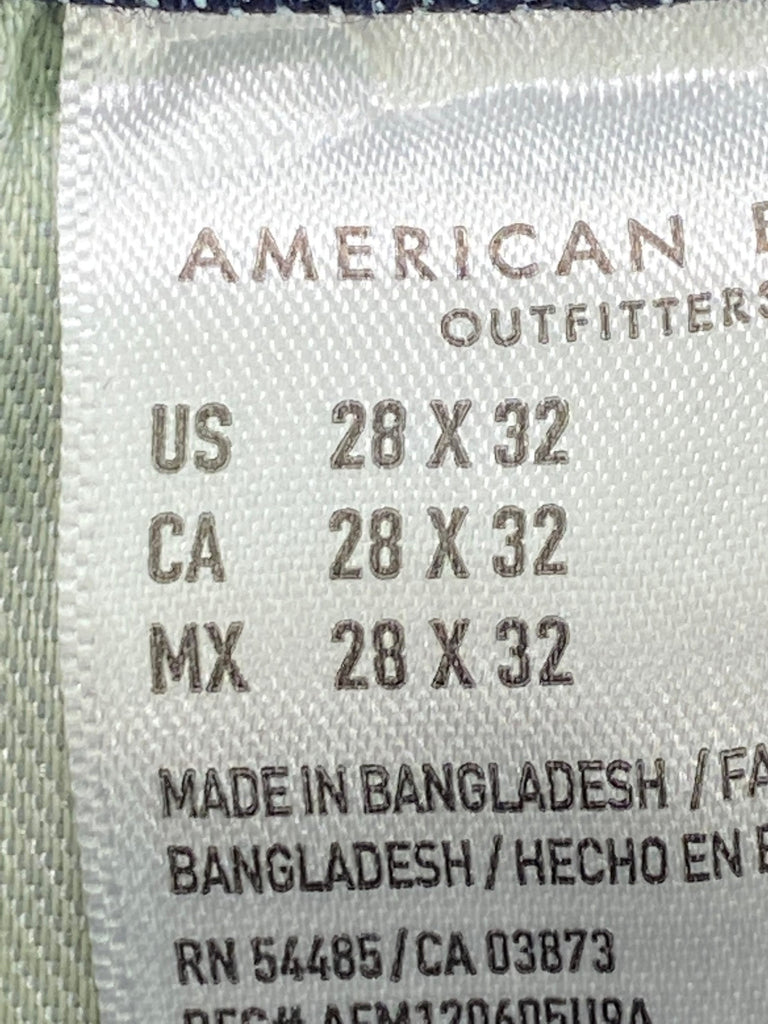 AMERICAN E
OUTFITTERS
US 28 X 32
CA 28 X 32
MX 28 X 32
MADE IN BANGLADESH / FA
BANGLADESH / HECHO EN B
RN 54485 / CA 03873